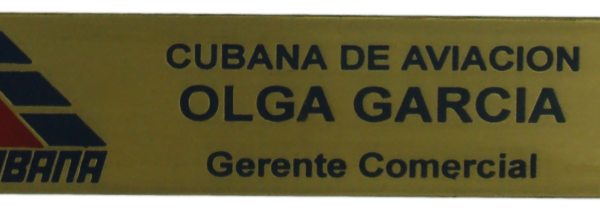 CUBANA DE AVIACION
OLGA GARCIA
Gerente Comercial